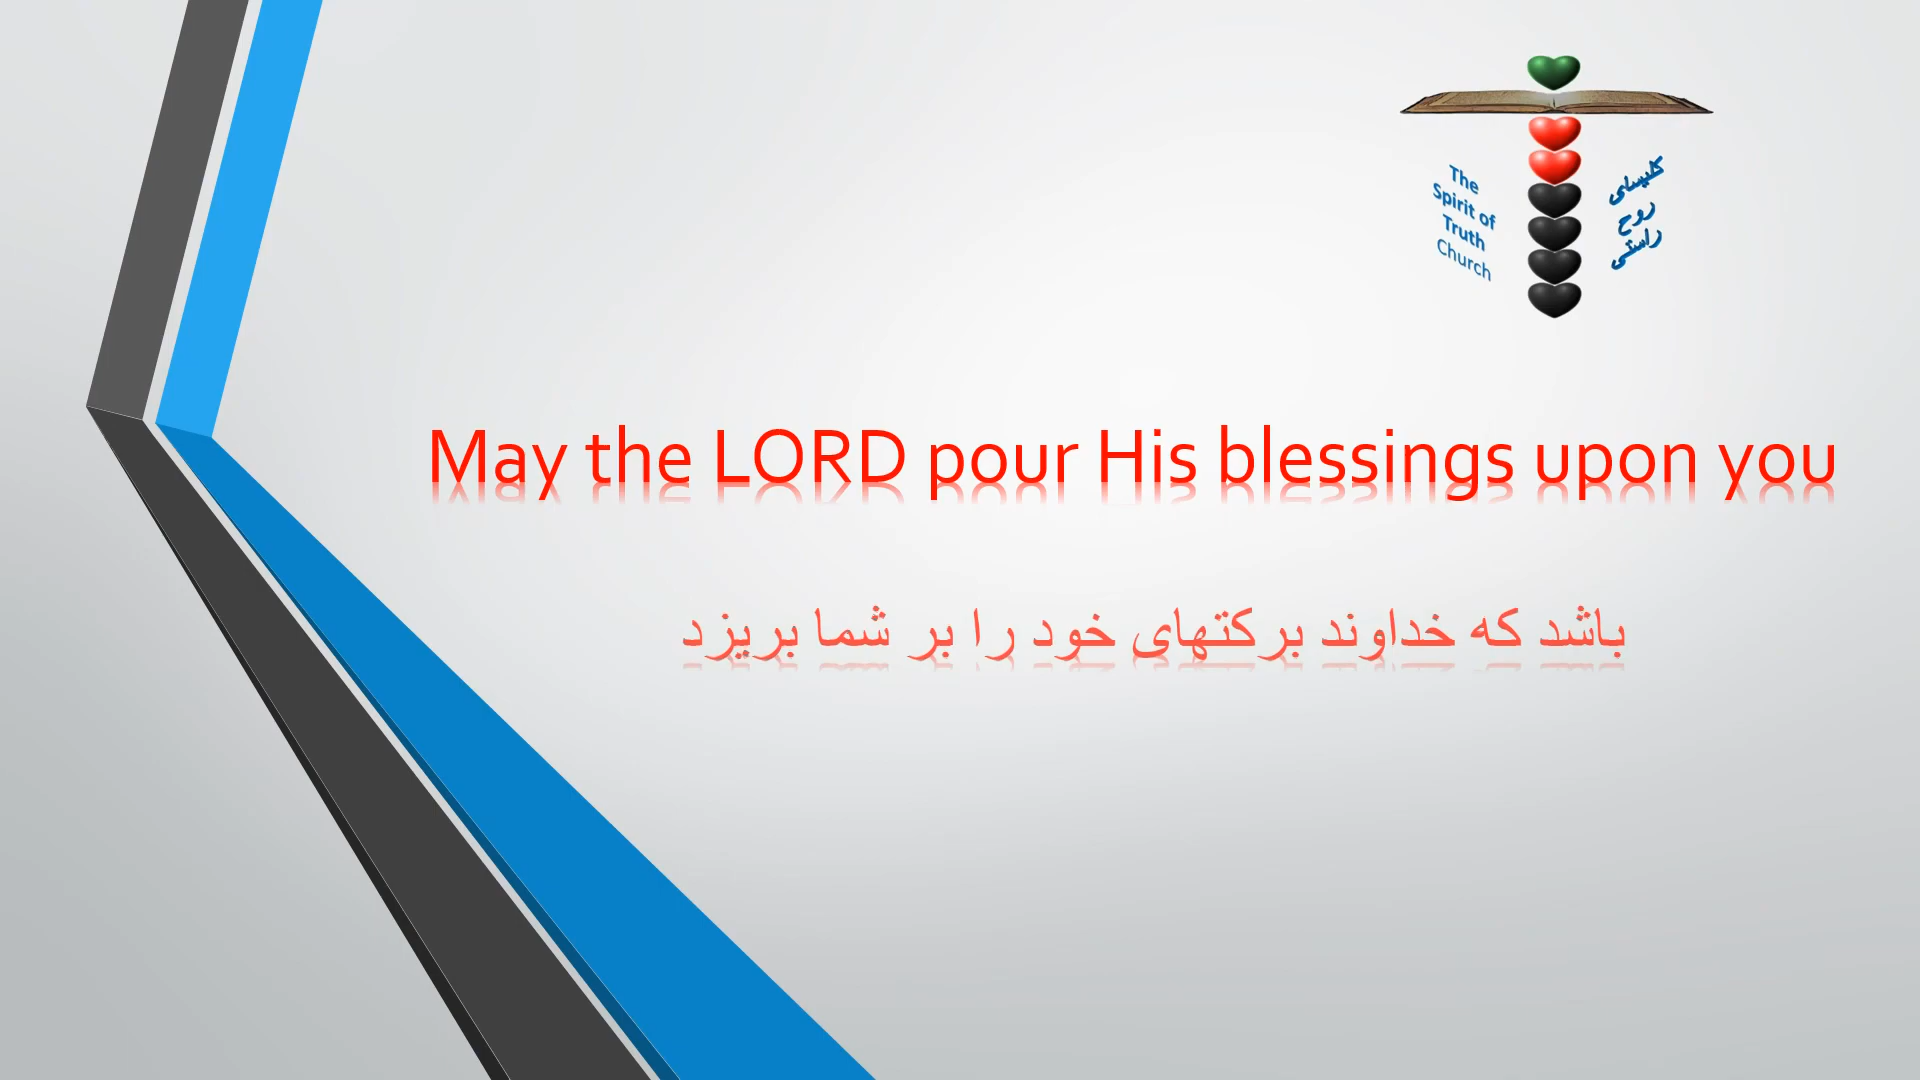 The
Spirit of
Truth
Church
کلیسای
روح
راستی
May the LORD pour His blessings upon you
باشد که خداوند برکتهای خود را بر شما بریزد